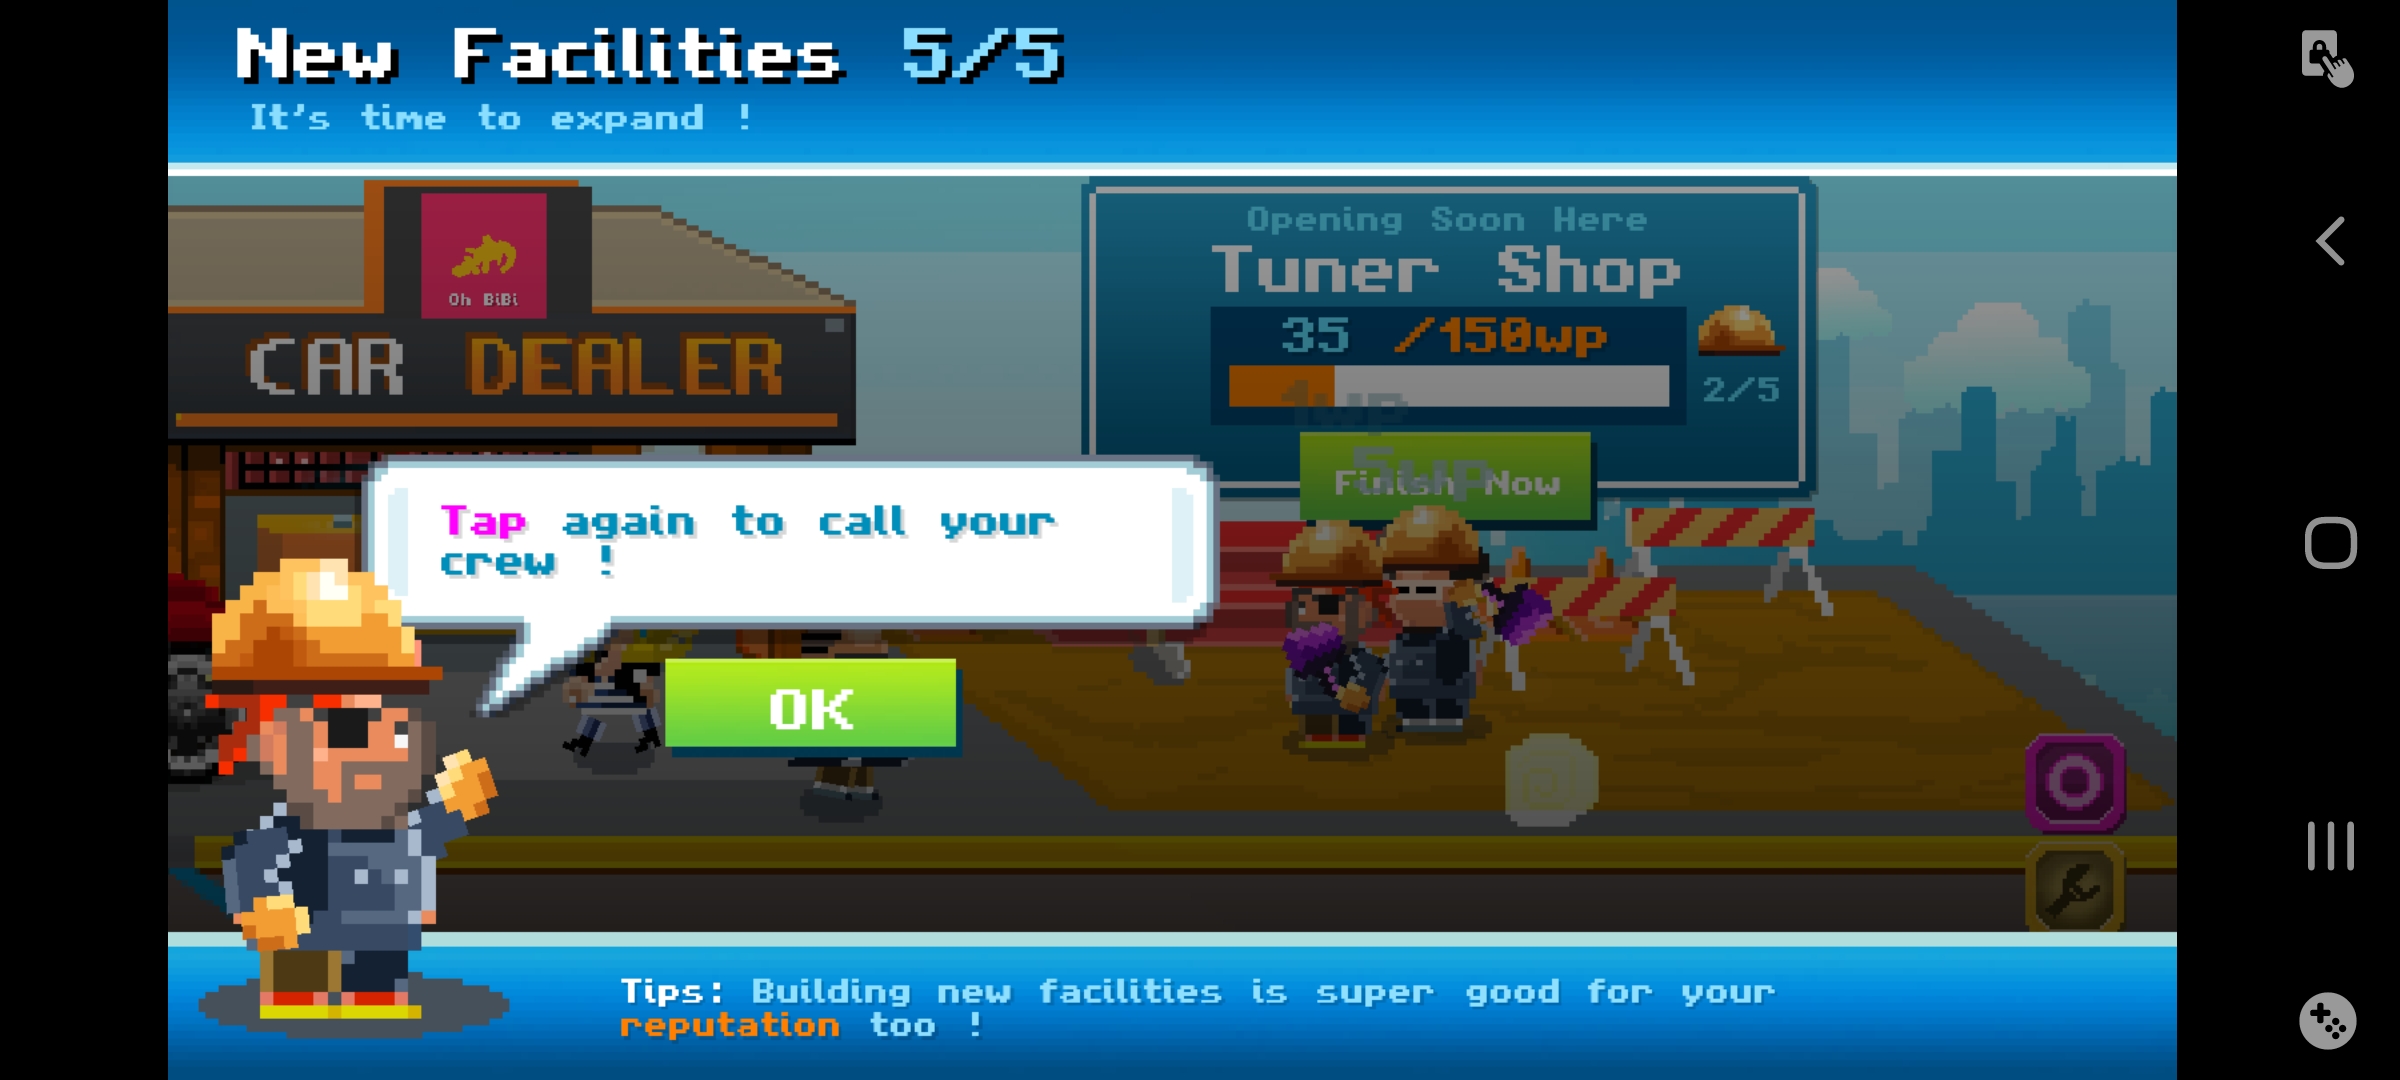 New Facilities 5/5
It's time to expand !
Oh BiBi
CAR DEALER
Opening Soon Here
Tuner Shop
35 /150wp
2/5
1wp
5wp
Finish Now
Tap again to call your
crew !
OK
Tips: Building new facilities is super good for your
reputation too !